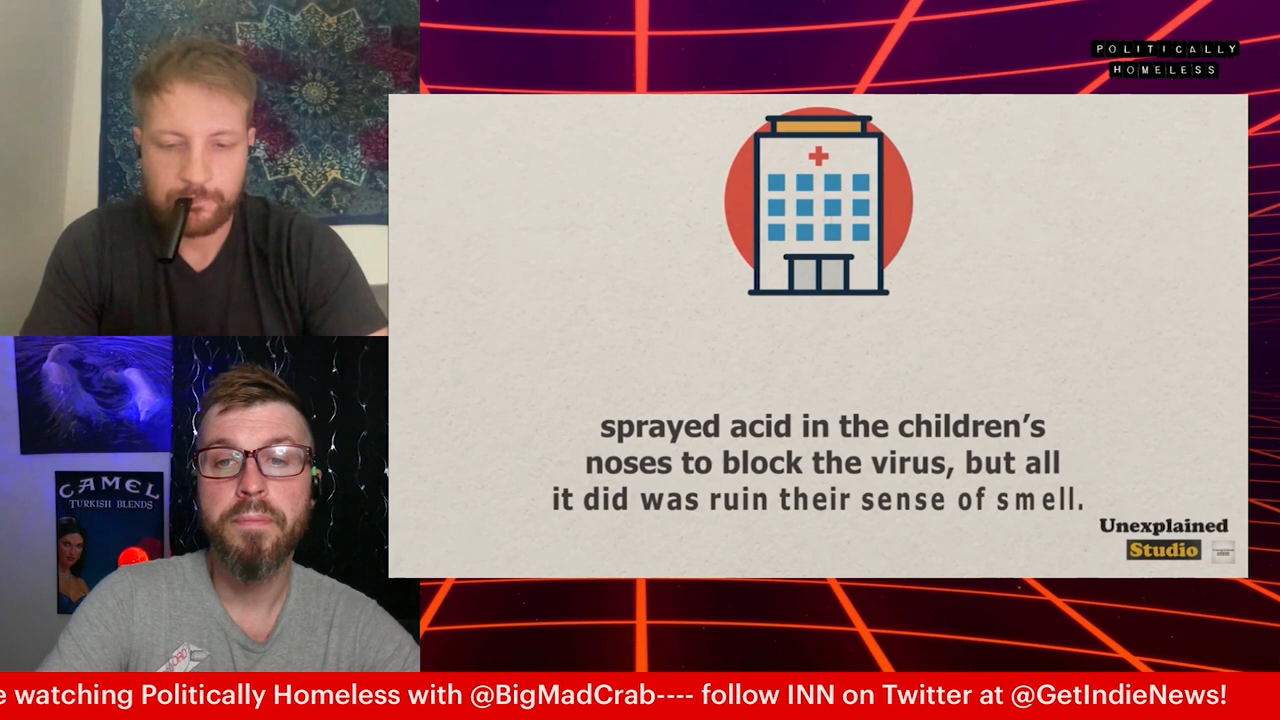 POLITICALLY
HOMELESS
sprayed acid in the children's
noses to block the virus, but all
it did was ruin their sense of smell.
Unexplained
Studio
CAMEL
TURKISH BLENDS
e watching Politically Homeless with @BigMadCrab---- follow INN on Twitter at @GetIndieNews!